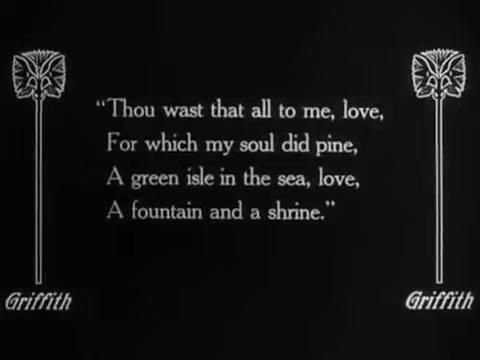 “Thou wast that all to me, love,
For which my soul did pine,
A green isle in the sea, love,
A fountain and a shrine.”
Griffith
Griffith